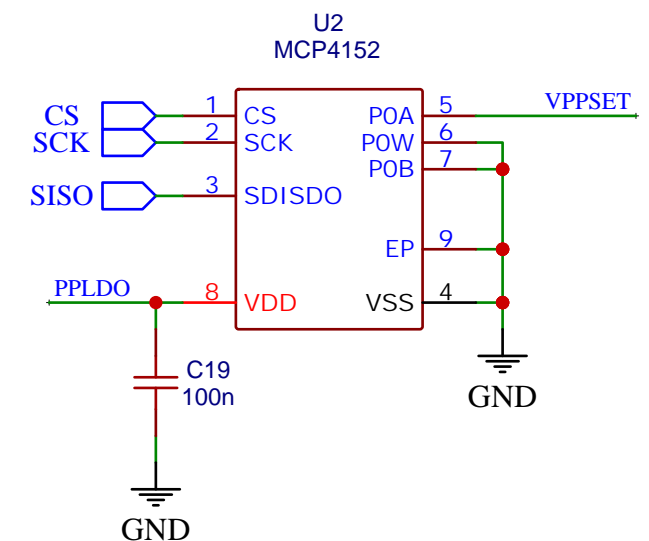 U2
MCP4152
CS 1 CS P0A 5 VPPSET
SCK 2 SCK P0W 6
P0B 7
SISO 3 SDISDO
EP 9
PPLDO 8 VDD VSS 4
C19
100n
GND
GND